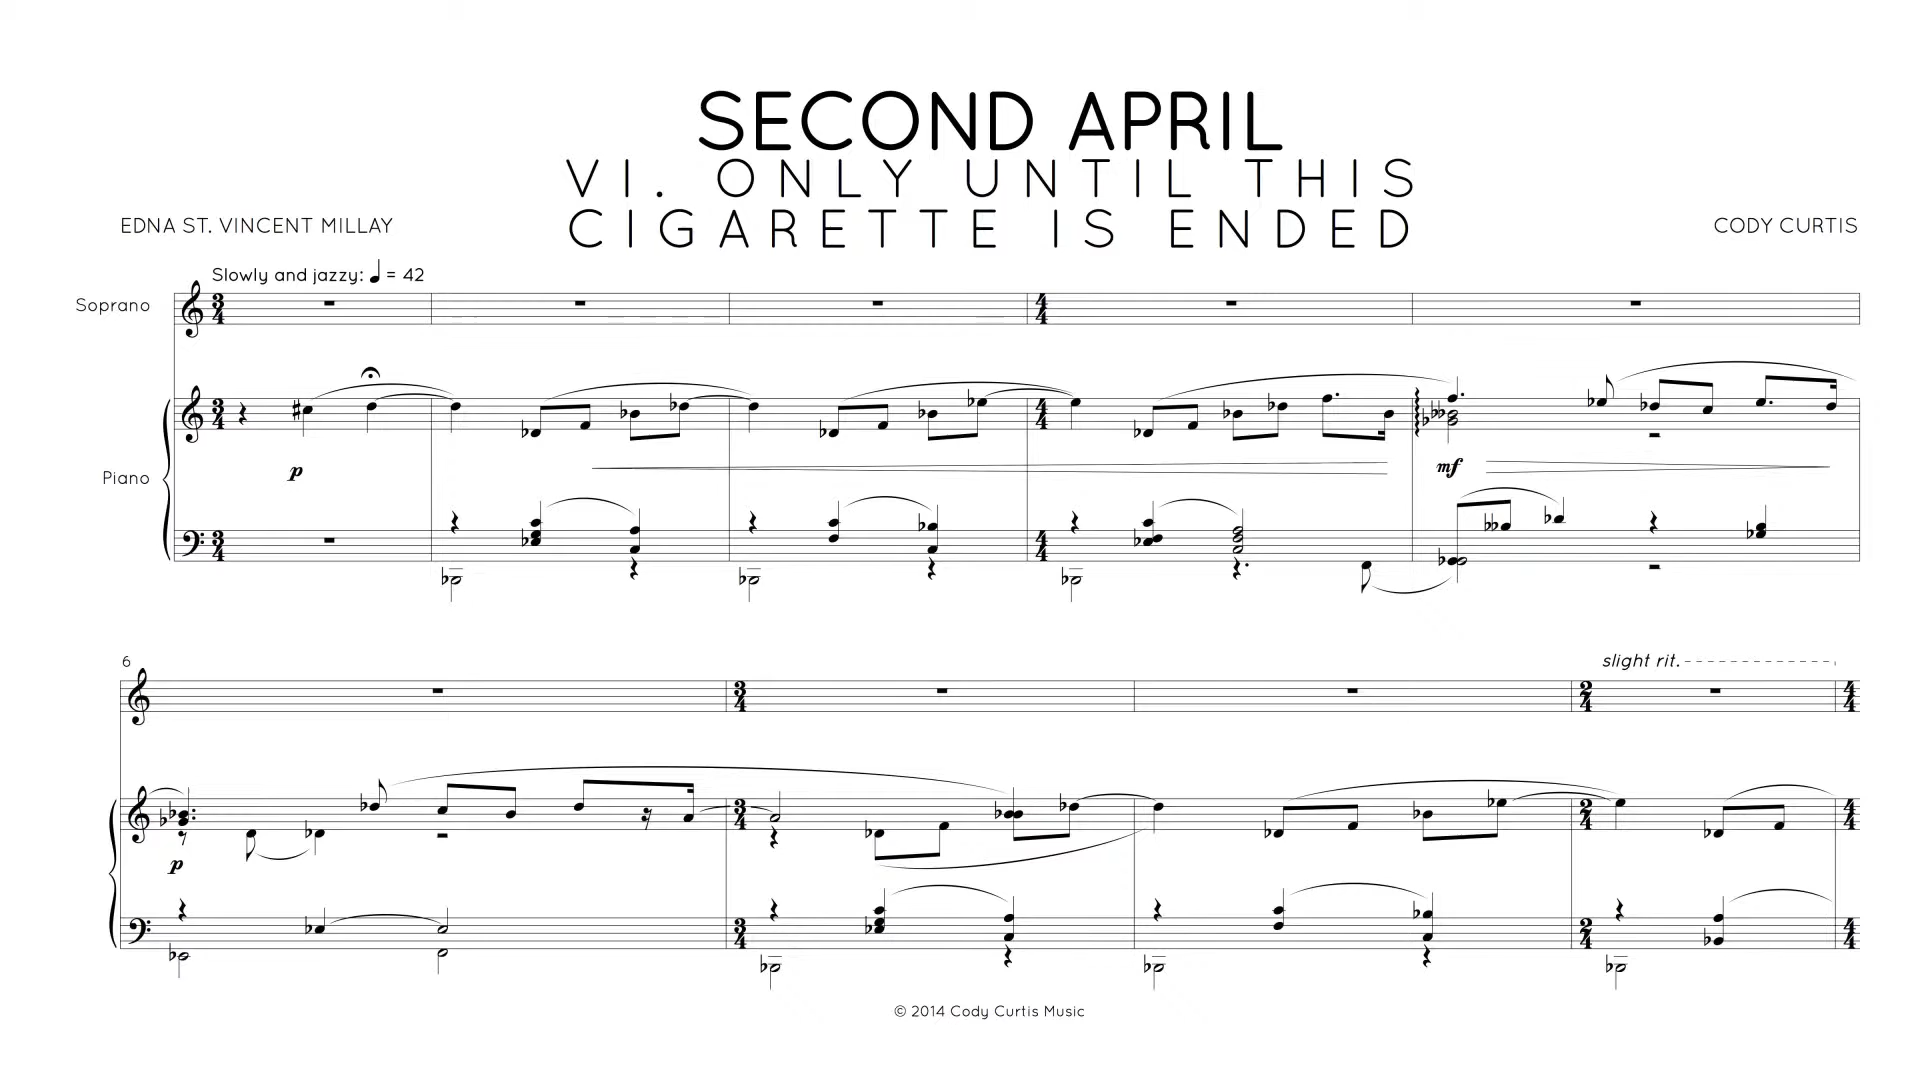 SECOND APRIL
VI. ONLY UNTIL THIS
CIGARETTE IS ENDED
EDNA ST. VINCENT MILLAY
CODY CURTIS
Slowly and jazzy: ♩ = 42
Soprano
Piano
p
mf
6
slight rit.
p
© 2014 Cody Curtis Music